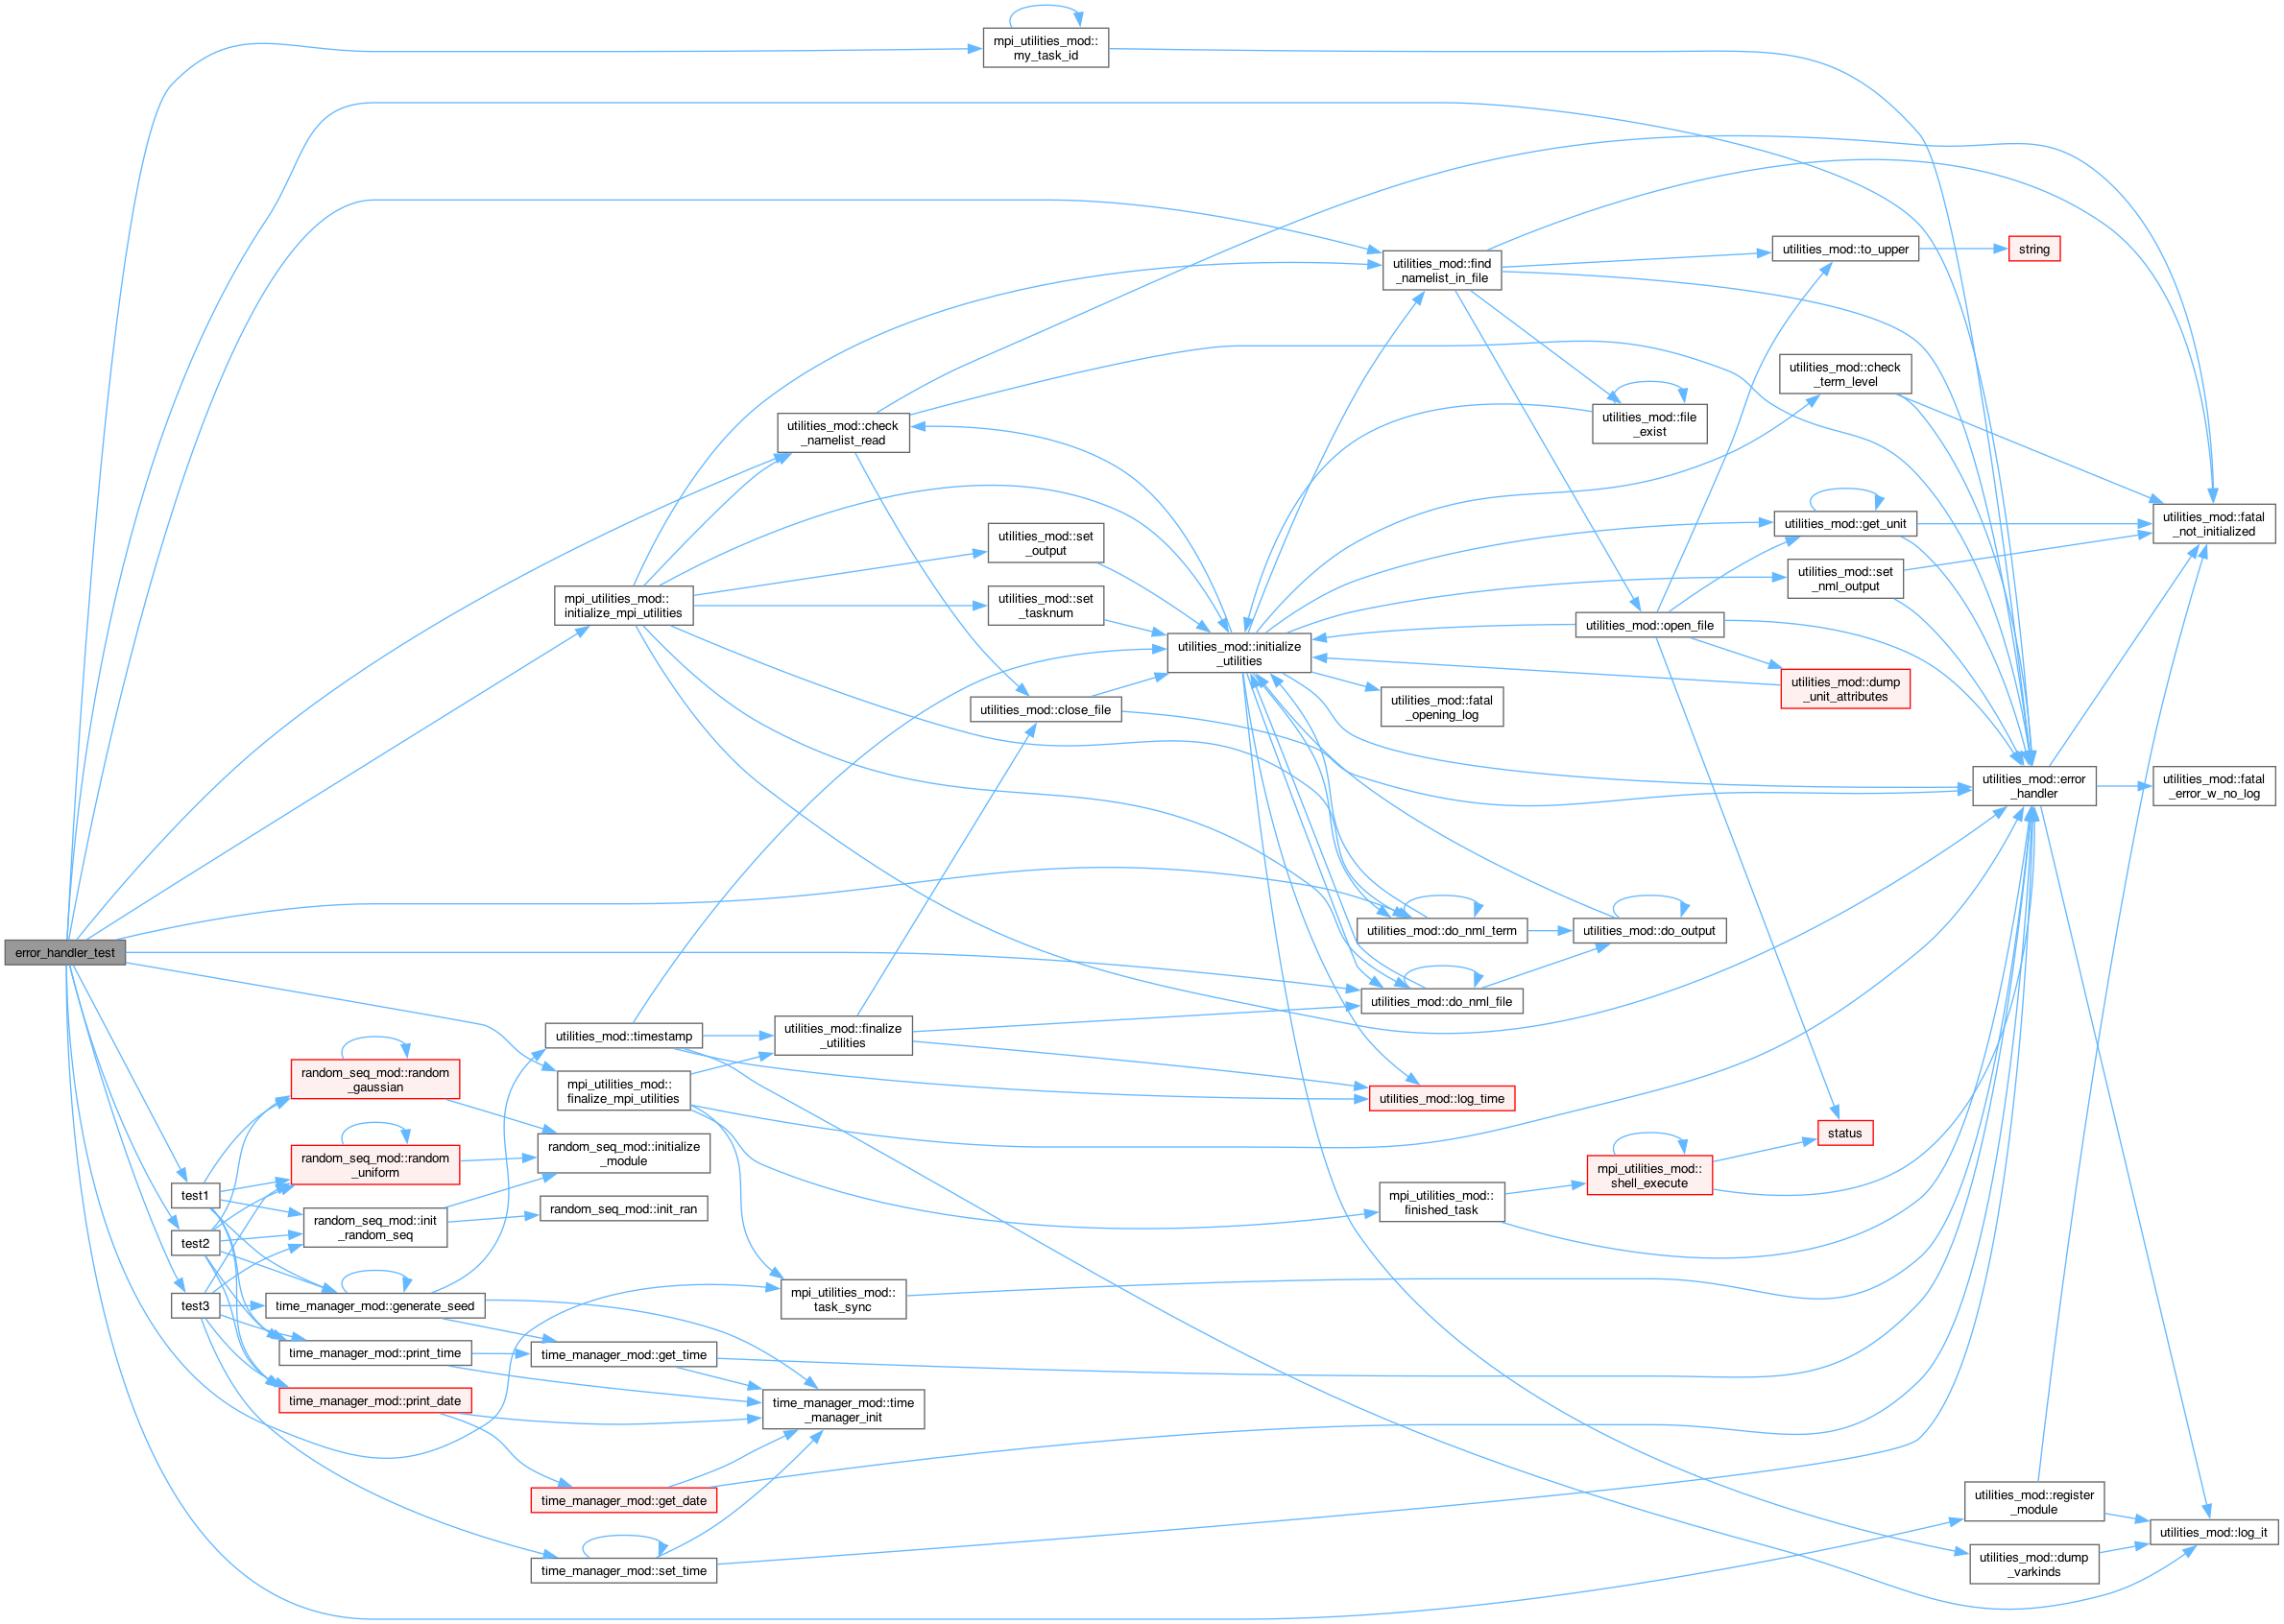 mpi_utilities_mod::
my_task_id
utilities_mod::find
_namelist_in_file
utilities_mod::to_upper
string
utilities_mod::check
_term_level
utilities_mod::file
_exist
utilities_mod::check
_namelist_read
utilities_mod::get_unit
utilities_mod::fatal
_not_initialized
utilities_mod::set
_output
utilities_mod::set
_nml_output
mpi_utilities_mod::
initialize_mpi_utilities
utilities_mod::set
_tasknum
utilities_mod::open_file
utilities_mod::initialize
_utilities
utilities_mod::dump
_unit_attributes
utilities_mod::close_file
utilities_mod::fatal
_opening_log
utilities_mod::error
_handler
utilities_mod::fatal
_error_w_no_log
utilities_mod::do_nml_term
utilities_mod::do_output
error_handler_test
utilities_mod::do_nml_file
utilities_mod::timestamp
utilities_mod::finalize
_utilities
random_seq_mod::random
_gaussian
mpi_utilities_mod::
finalize_mpi_utilities
utilities_mod::log_time
status
random_seq_mod::random
_uniform
random_seq_mod::initialize
_module
mpi_utilities_mod::
shell_execute
test1
mpi_utilities_mod::
finished_task
random_seq_mod::init
_random_seq
random_seq_mod::init_ran
test2
test3
time_manager_mod::generate_seed
mpi_utilities_mod::
task_sync
time_manager_mod::print_time
time_manager_mod::get_time
time_manager_mod::print_date
time_manager_mod::time
_manager_init
time_manager_mod::get_date
utilities_mod::register
_module
utilities_mod::log_it
time_manager_mod::set_time
utilities_mod::dump
_varkinds